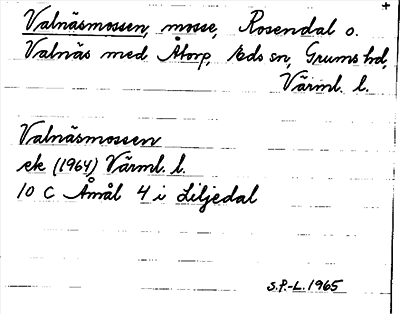 +
Valnäsmossen, mosse, Rosendal o.
Valnäs med Åtorp, Eds sn, Grums hd,
Värml. l.
Valnäsmossen
ek (1964) Värml. l.
10 C Åmål 4 i Liljedal
S.P.-L. 1965